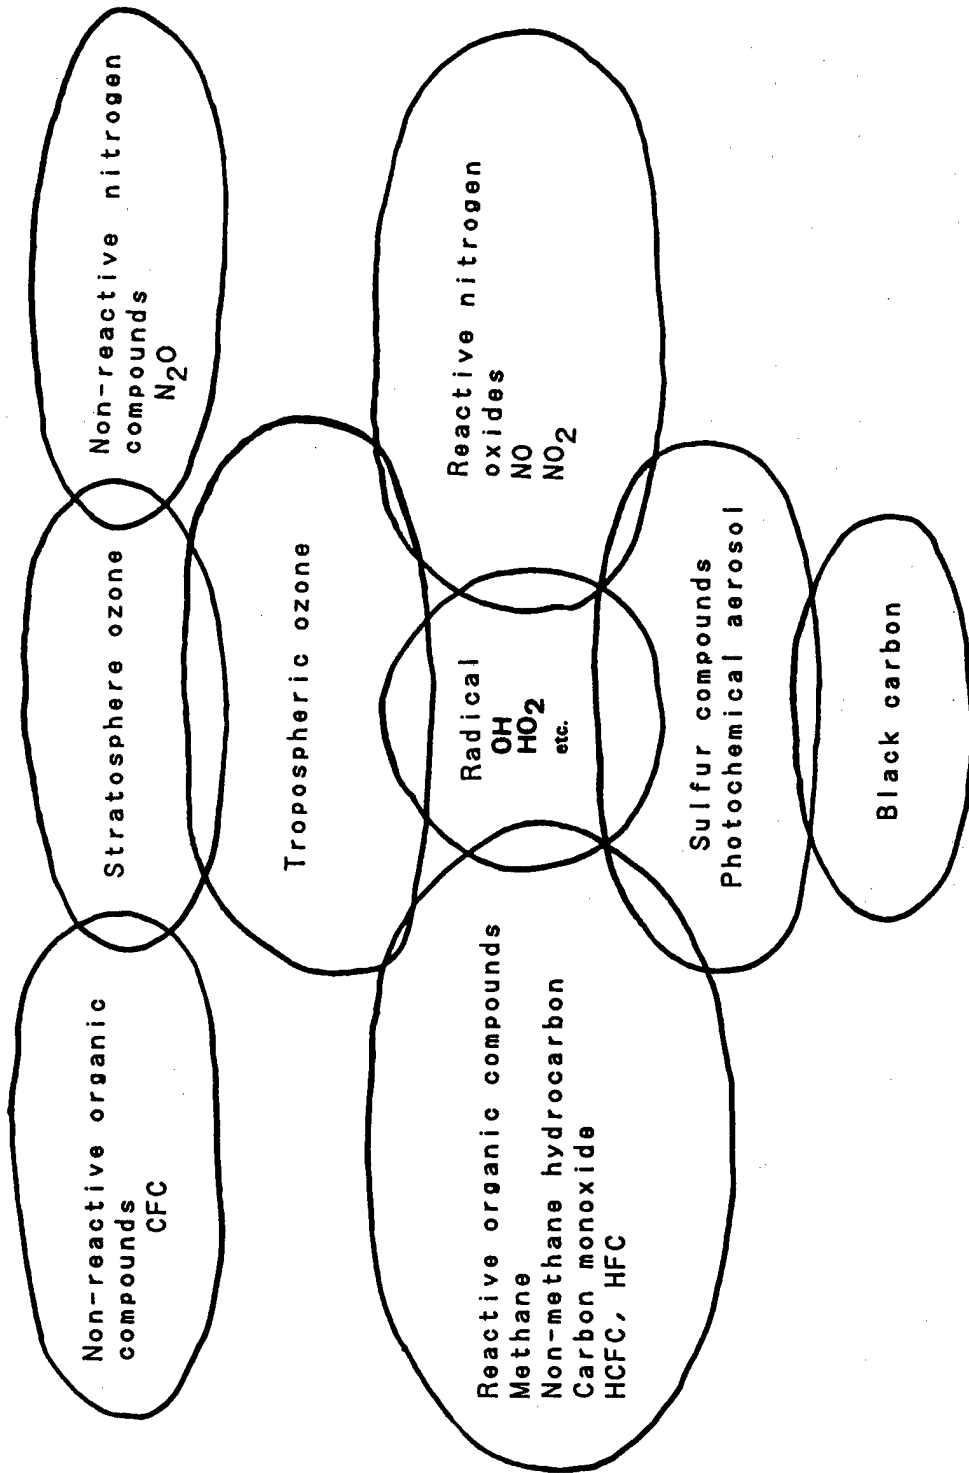 Non-reactive organic
compounds
CFC
Stratosphere ozone
Non-reactive nitrogen
compounds
N₂O
Tropospheric ozone
Reactive organic compounds
Methane
Non-methane hydrocarbon
Carbon monoxide
HCFC, HFC
Radical
OH
HO₂
etc.
Reactive nitrogen
oxides
NO
NO₂
Sulfur compounds
Photochemical aerosol
Black carbon